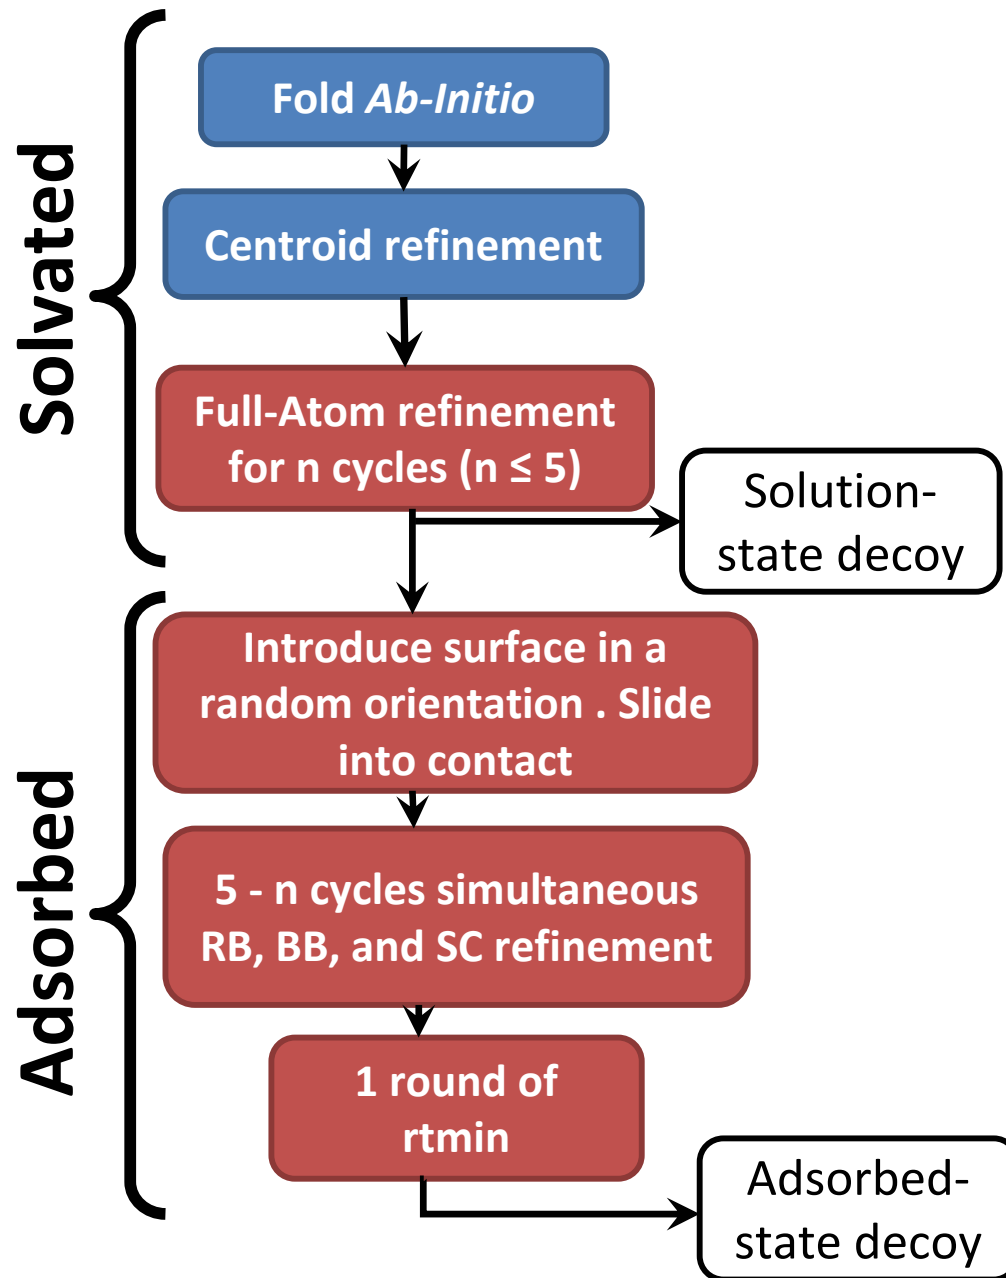 Solvated
Fold Ab-Initio
Centroid refinement
Full-Atom refinement
for n cycles (n ≤ 5)
Solution-
state decoy
Adsorbed
Introduce surface in a
random orientation . Slide
into contact
5 - n cycles simultaneous
RB, BB, and SC refinement
1 round of
rtmin
Adsorbed-
state decoy